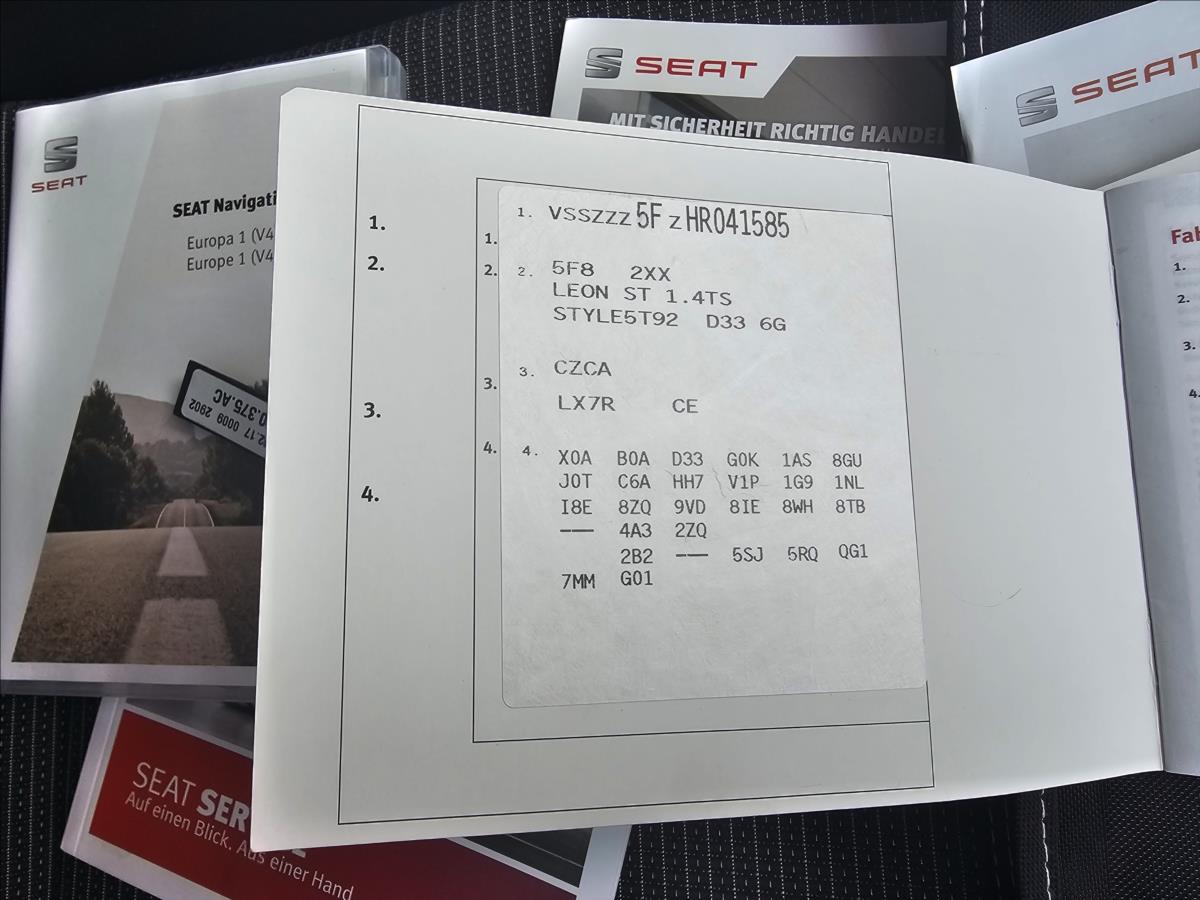 SEAT
SEAT
SEAT
MIT SICHERHEIT RICHTIG HANDEL
SEAT Navigati
Europa 1 (V4
Europe 1 (V4
2.17 0009 2902
0.375.AC
1.
2.
3.
4.
1.
2.
3.
4.
1. VSSZZZ 5F Z HR041585
2. 5F8 2XX
LEON ST 1.4TS
STYLE5T92 D33 6G
3. CZCA
LX7R CE
4. X0A B0A D33 G0K 1AS 8GU
J0T C6A HH7 V1P 1G9 1NL
I8E 8ZQ 9VD 8IE 8WH 8TB
--- 4A3 2ZQ
2B2 --- 5SJ 5RQ QG1
7MM G01
Fah
1.
2.
3.
4.
SEAT SER
Auf einen Blick. Aus einer Hand